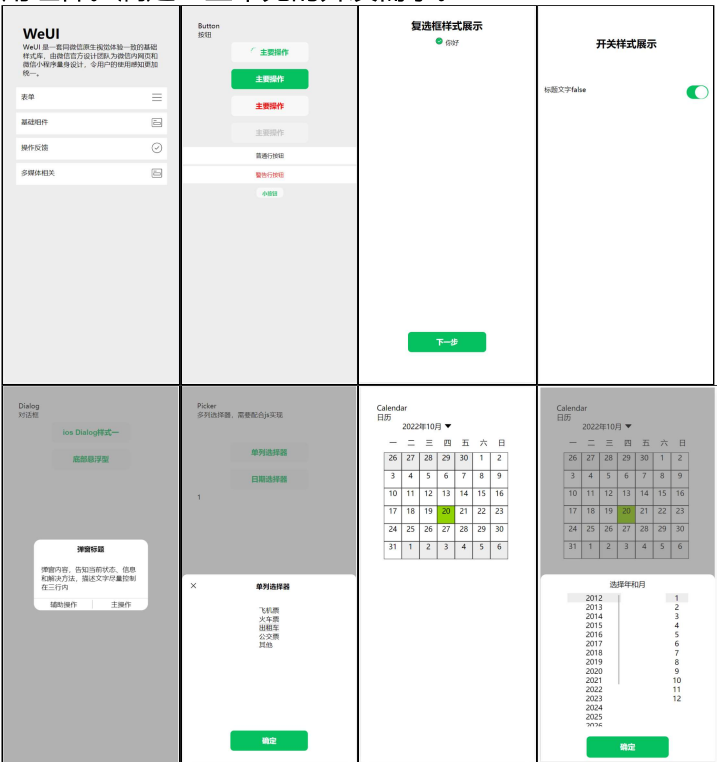 WeUI
WeUI 是一套同微信原生视觉体验一致的基础
样式库，由微信官方设计团队为微信内网页和
微信小程序量身设计，令用户的使用感知更加
统一。
表单
基础组件
操作反馈
多媒体相关
Button
按钮
主要操作
主要操作
主要操作
主要操作
普通行按钮
警告行按钮
小按钮
复选框样式展示
你好
下一步
开关样式展示
标题文字false
Dialog
对话框
ios Dialog样式一
底部悬浮型
弹窗标题
弹窗内容，告知当前状态、信息
和解决方法，描述文字尽量控制
在三行内
辅助操作 主操作
Picker
多列选择器，需要配合js实现
单列选择器
日期选择器
1
× 单列选择器
飞机票
火车票
出租车
公交票
其他
确定
Calendar
日历
2022年10月 ▼
一 二 三 四 五 六 日
26 27 28 29 30 1 2
3 4 5 6 7 8 9
10 11 12 13 14 15 16
17 18 19 20 21 22 23
24 25 26 27 28 29 30
31 1 2 3 4 5 6
Calendar
日历
2022年10月 ▼
一 二 三 四 五 六 日
26 27 28 29 30 1 2
3 4 5 6 7 8 9
10 11 12 13 14 15 16
17 18 19 20 21 22 23
24 25 26 27 28 29 30
31 1 2 3 4 5 6
选择年和月
2012 1
2013 2
2014 3
2015 4
2016 5
2017 6
2018 7
2019 8
2020 9
2021 10
2022 11
2023 12
2024
2025
2026
确定